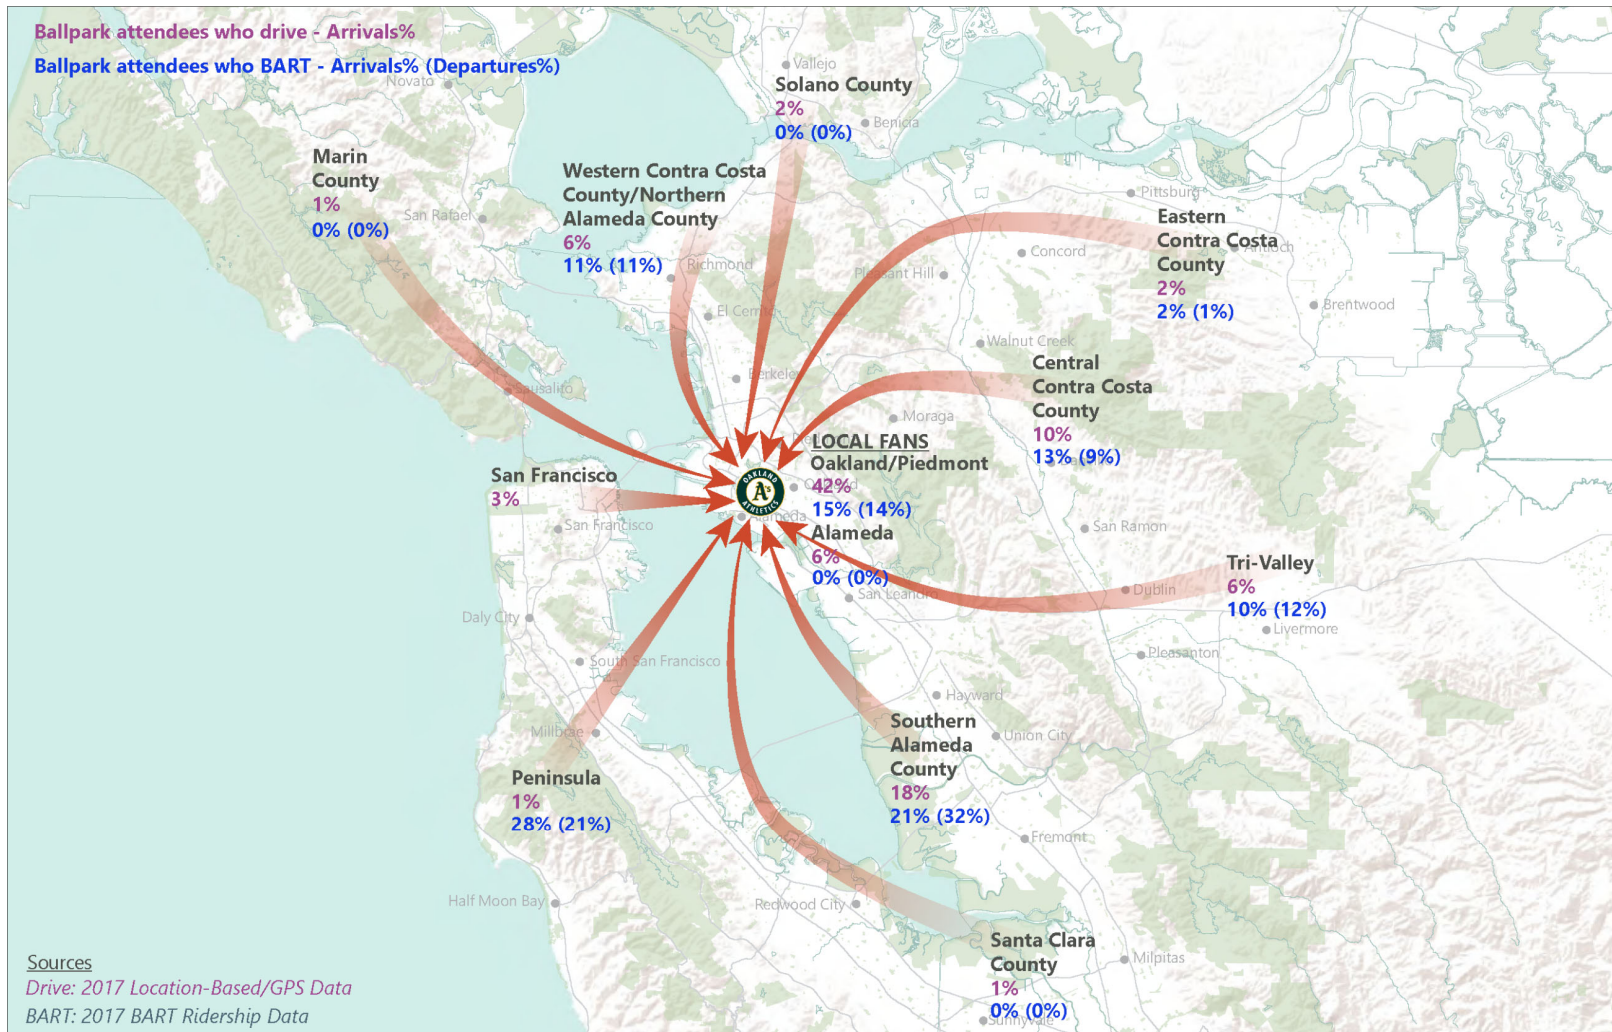 Ballpark attendees who drive - Arrivals%
Ballpark attendees who BART - Arrivals% (Departures%)
Novato
Vallejo
Solano County
2%
0% (0%)
Benicia
Marin
County
1%
0% (0%)
San Rafael
Western Contra Costa
County/Northern
Alameda County
6%
11% (11%)
Richmond
El Cerrito
Berkeley
Pittsburg
Eastern
Contra Costa
County
2%
2% (1%)
Antioch
Concord
Pleasant Hill
Brentwood
Walnut Creek
Central
Contra Costa
County
10%
13% (9%)
Moraga
Sausalito
LOCAL FANS
Oakland/Piedmont
42%
15% (14%)
Alameda
6%
0% (0%)
OAKLAND
A's
ATHLETICS
Alameda
San Francisco
3%
San Francisco
San Leandro
San Ramon
Tri-Valley
6%
10% (12%)
Dublin
Livermore
Pleasanton
Daly City
South San Francisco
Millbrae
Peninsula
1%
28% (21%)
Hayward
Union City
Southern
Alameda
County
18%
21% (32%)
Fremont
Half Moon Bay
Redwood City
Santa Clara
County
1%
0% (0%)
Milpitas
Sunnyvale
Sources
Drive: 2017 Location-Based/GPS Data
BART: 2017 BART Ridership Data